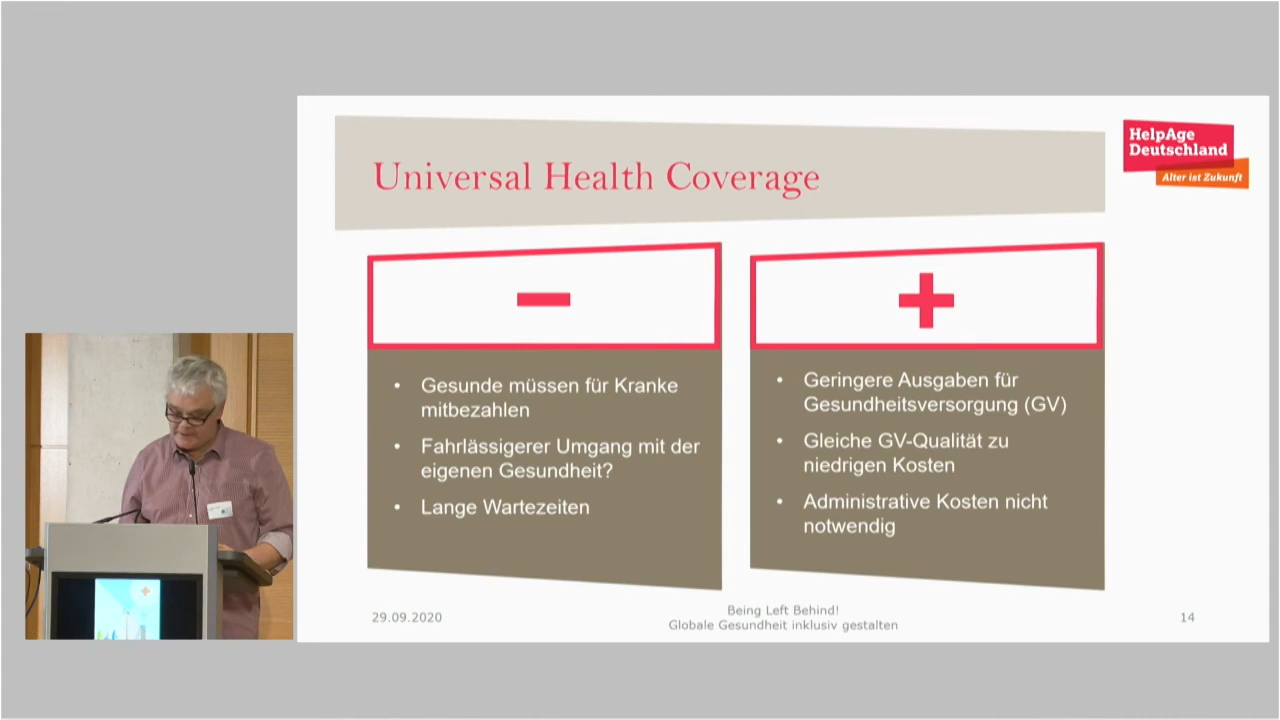 Universal Health Coverage
HelpAge
Deutschland
Alter ist Zukunft
• Gesunde müssen für Kranke
mitbezahlen
• Fahrlässigerer Umgang mit der
eigenen Gesundheit?
• Lange Wartezeiten
• Geringere Ausgaben für
Gesundheitsversorgung (GV)
• Gleiche GV-Qualität zu
niedrigen Kosten
• Administrative Kosten nicht
notwendig
29.09.2020
Being Left Behind!
Globale Gesundheit inklusiv gestalten
14